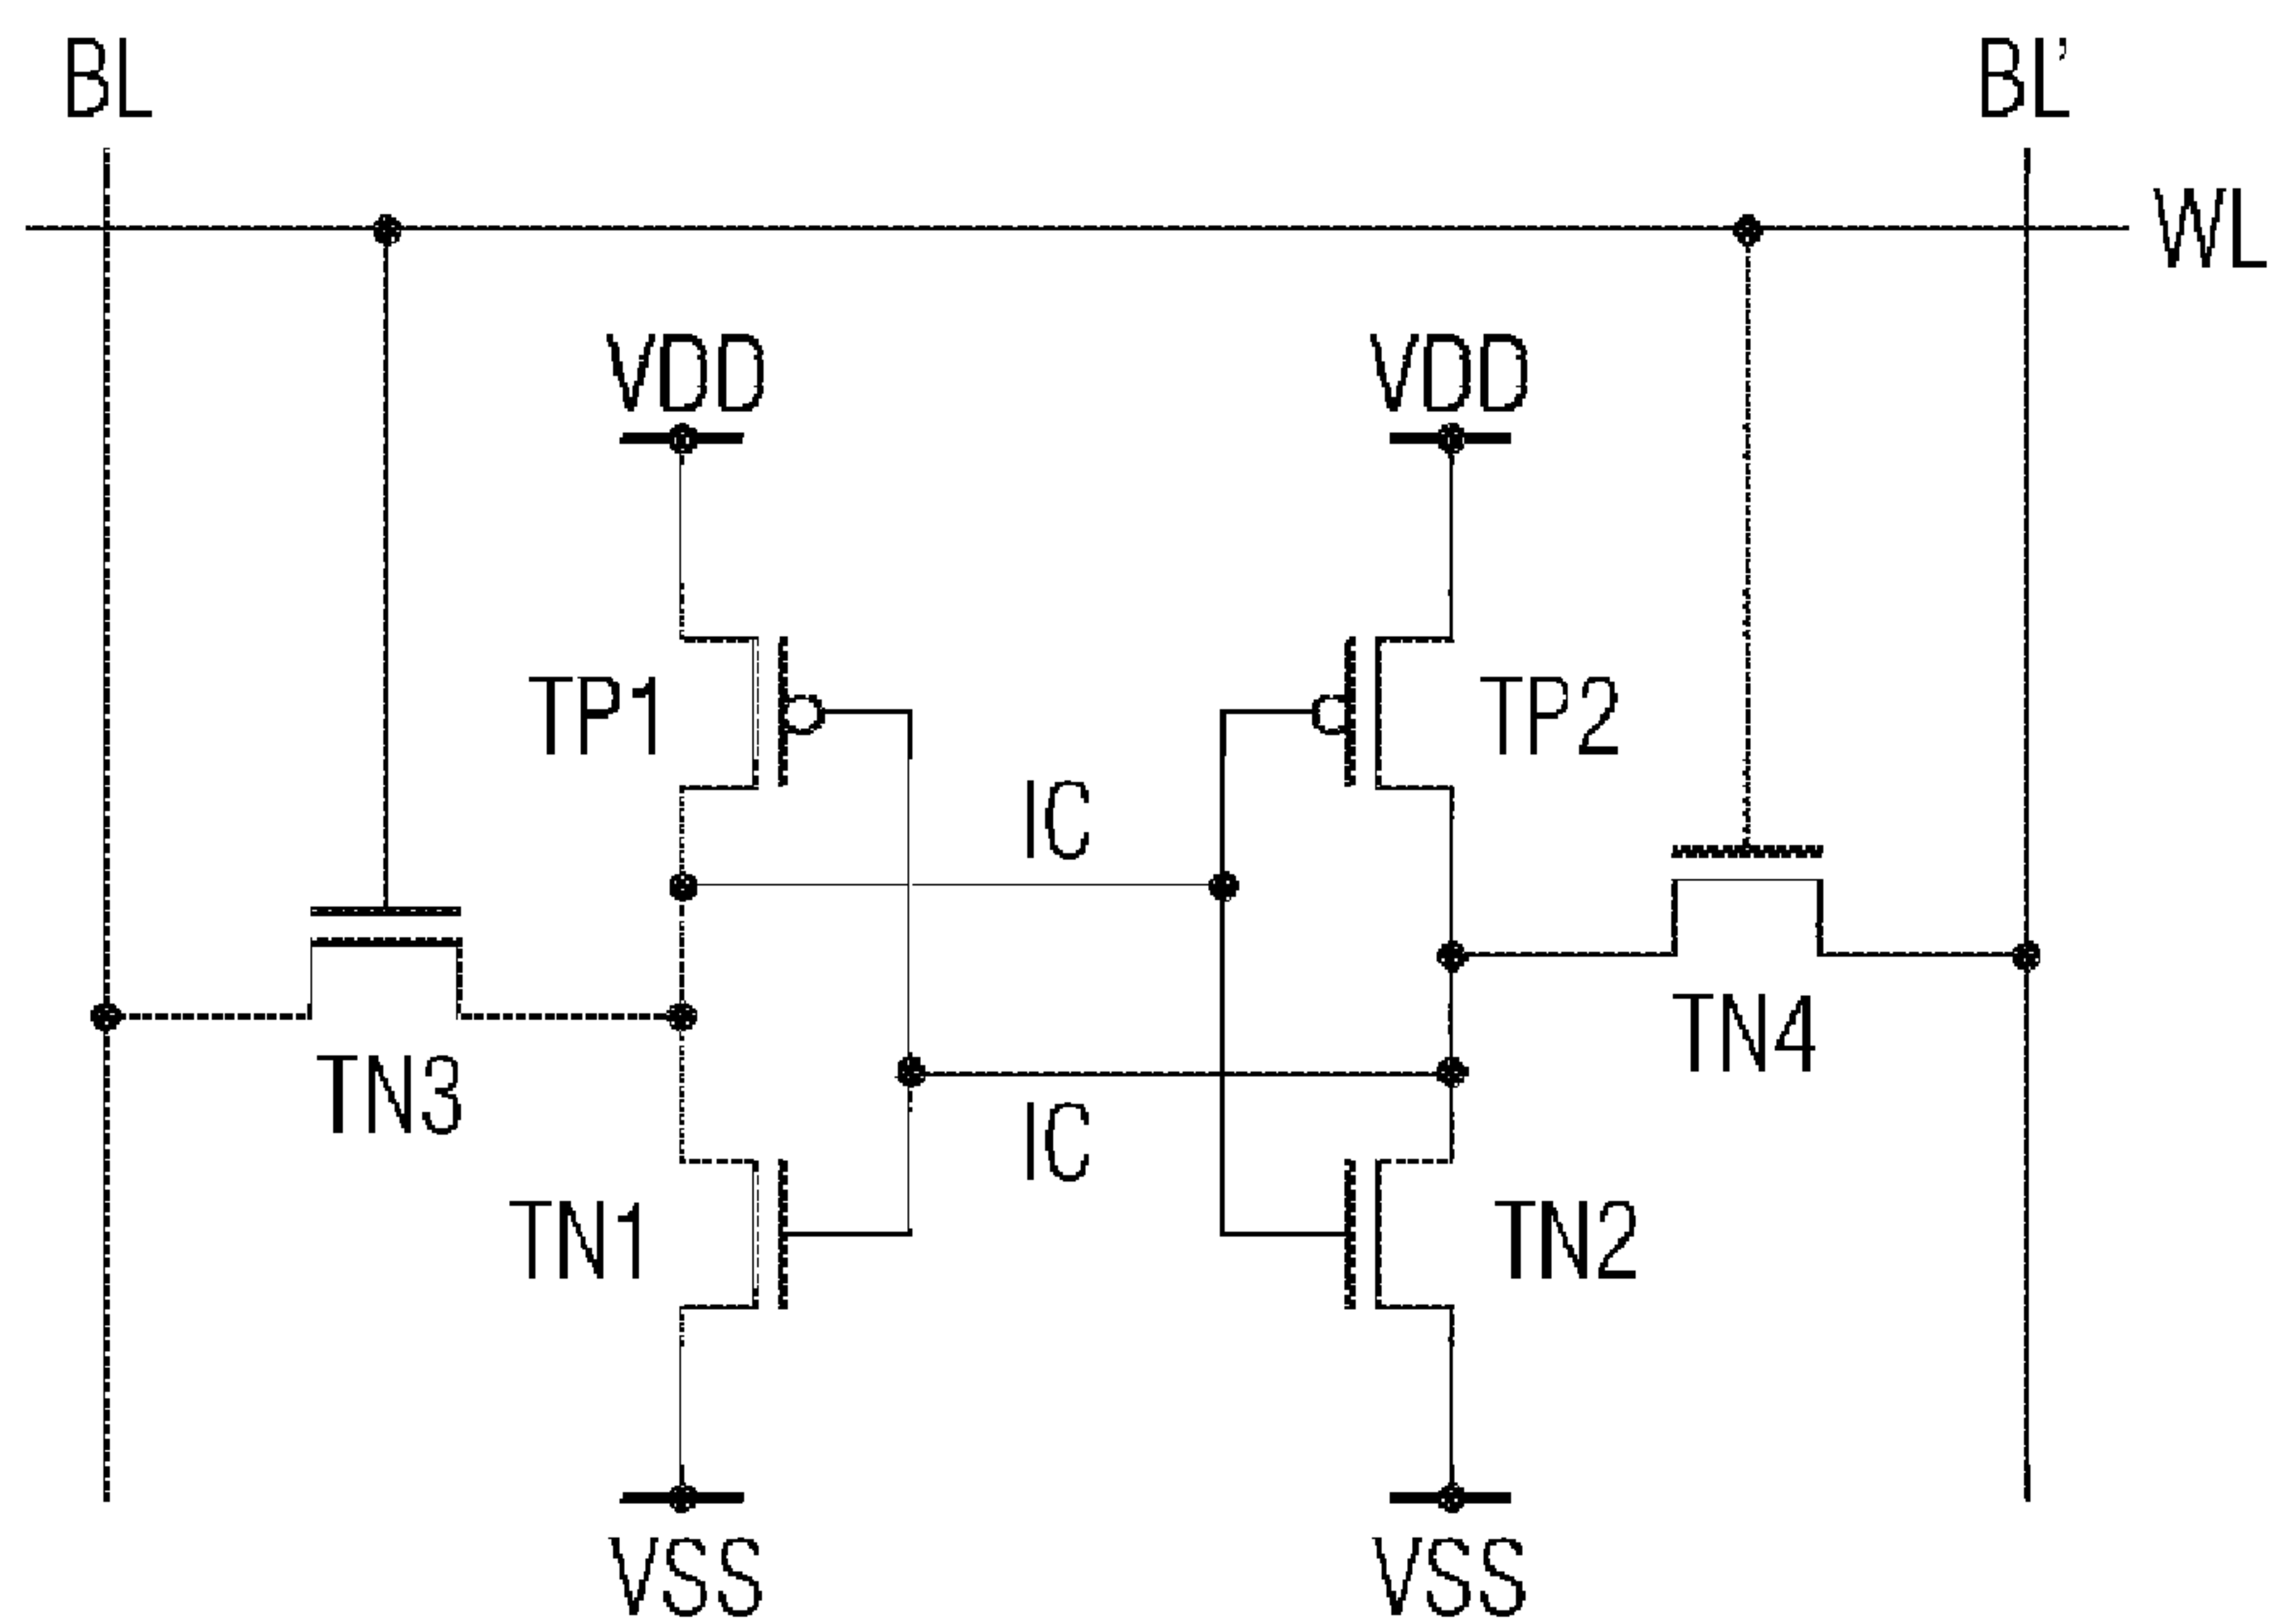 BL BL'
WL
VDD VDD
TP1 TP2
IC
TN3 TN4
IC
TN1 TN2
VSS VSS